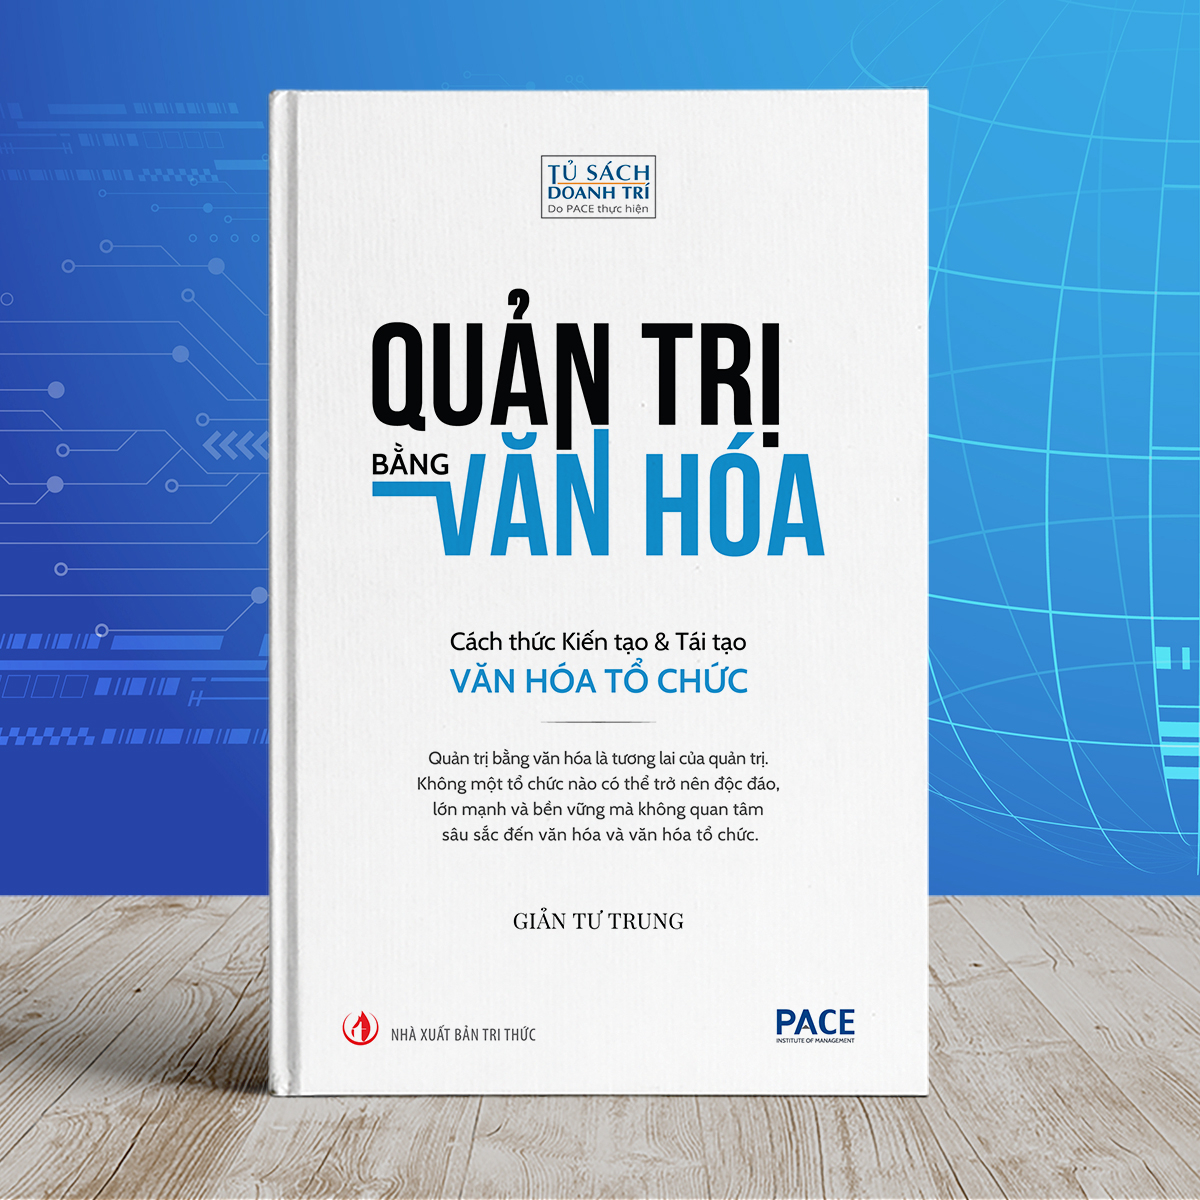 TỦ SÁCH
DOANH TRÍ
Do PACE thực hiện
QUẢN TRỊ
BẰNG
VĂN HÓA
Cách thức Kiến tạo & Tái tạo
VĂN HÓA TỔ CHỨC
Quản trị bằng văn hóa là tương lai của quản trị.
Không một tổ chức nào có thể trở nên độc đáo,
lớn mạnh và bền vững mà không quan tâm
sâu sắc đến văn hóa và văn hóa tổ chức.
GIẢN TƯ TRUNG
NHÀ XUẤT BẢN TRI THỨC
PACE
INSTITUTE OF MANAGEMENT